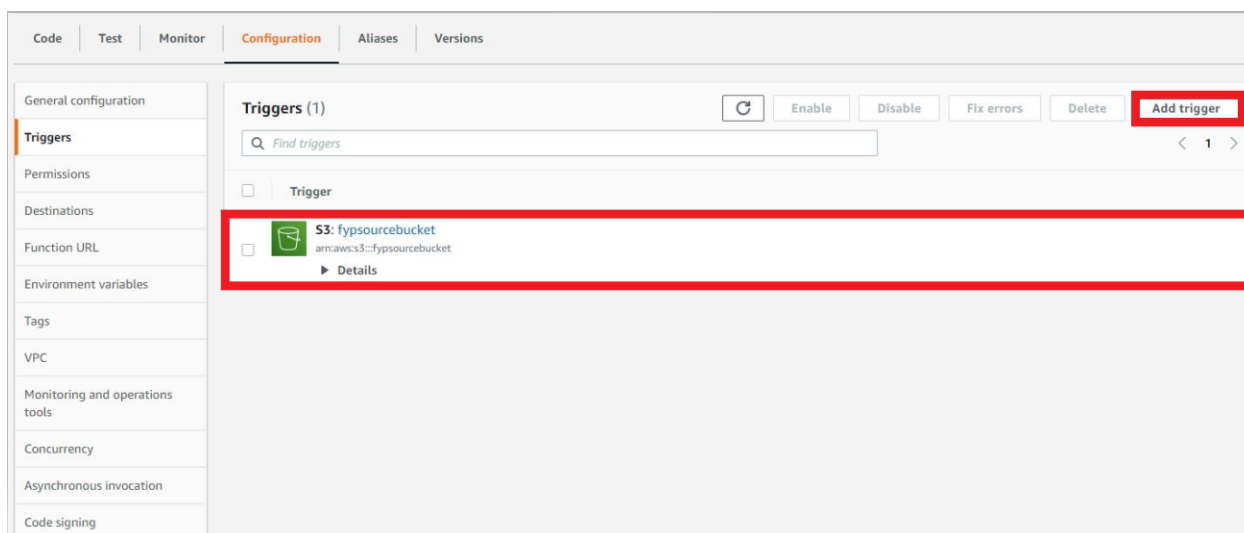 Code Test Monitor Configuration Aliases Versions
General configuration
Triggers
Permissions
Destinations
Function URL
Environment variables
Tags
VPC
Monitoring and operations
tools
Concurrency
Asynchronous invocation
Code signing
Triggers (1) Enable Disable Fix errors Delete Add trigger
Find triggers
1
Trigger
S3: fypsourcebucket
arn:aws:s3:::fypsourcebucket
Details